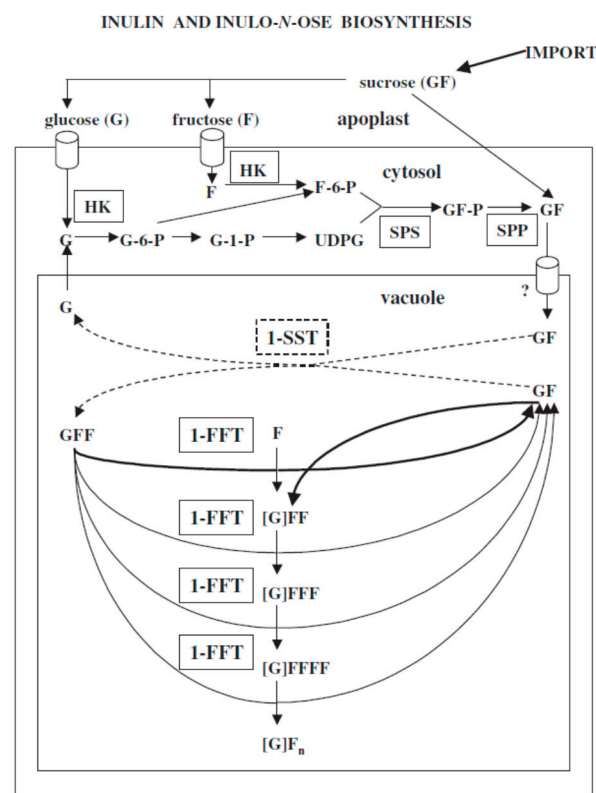 INULIN AND INULO-N-OSE BIOSYNTHESIS
IMPORT
sucrose (GF)
glucose (G) fructose (F) apoplast
HK cytosol
HK F F-6-P
G G-6-P G-1-P UDPG SPS GF-P SPP GF
vacuole ?
G
1-SST GF
GF
GFF 1-FFT F
1-FFT [G]FF
1-FFT [G]FFF
1-FFT [G]FFFF
[G]Fn